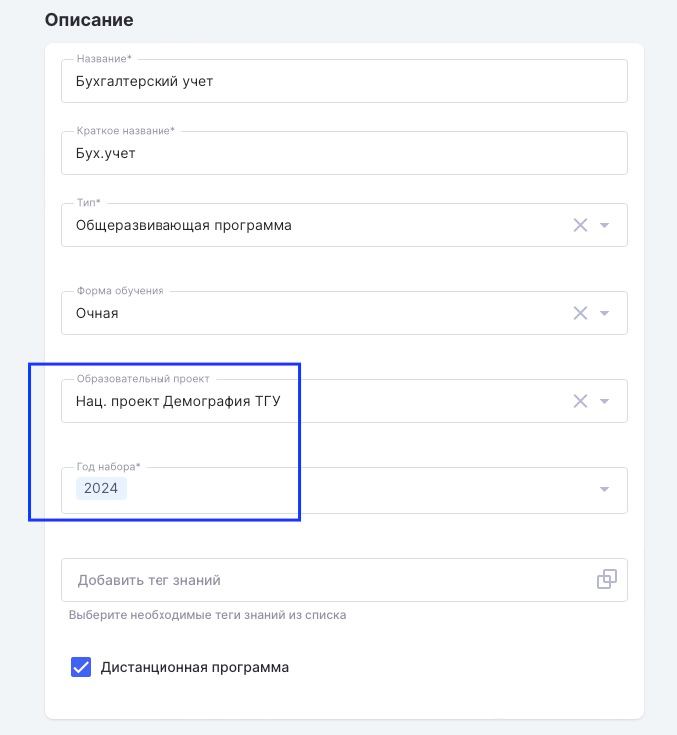 Описание
Название*
Бухгалтерский учет
Краткое название*
Бух.учет
Тип*
Общеразвивающая программа
Форма обучения
Очная
Образовательный проект
Нац. проект Демография ТГУ
Год набора*
2024
Добавить тег знаний
Выберите необходимые теги знаний из списка
Дистанционная программа